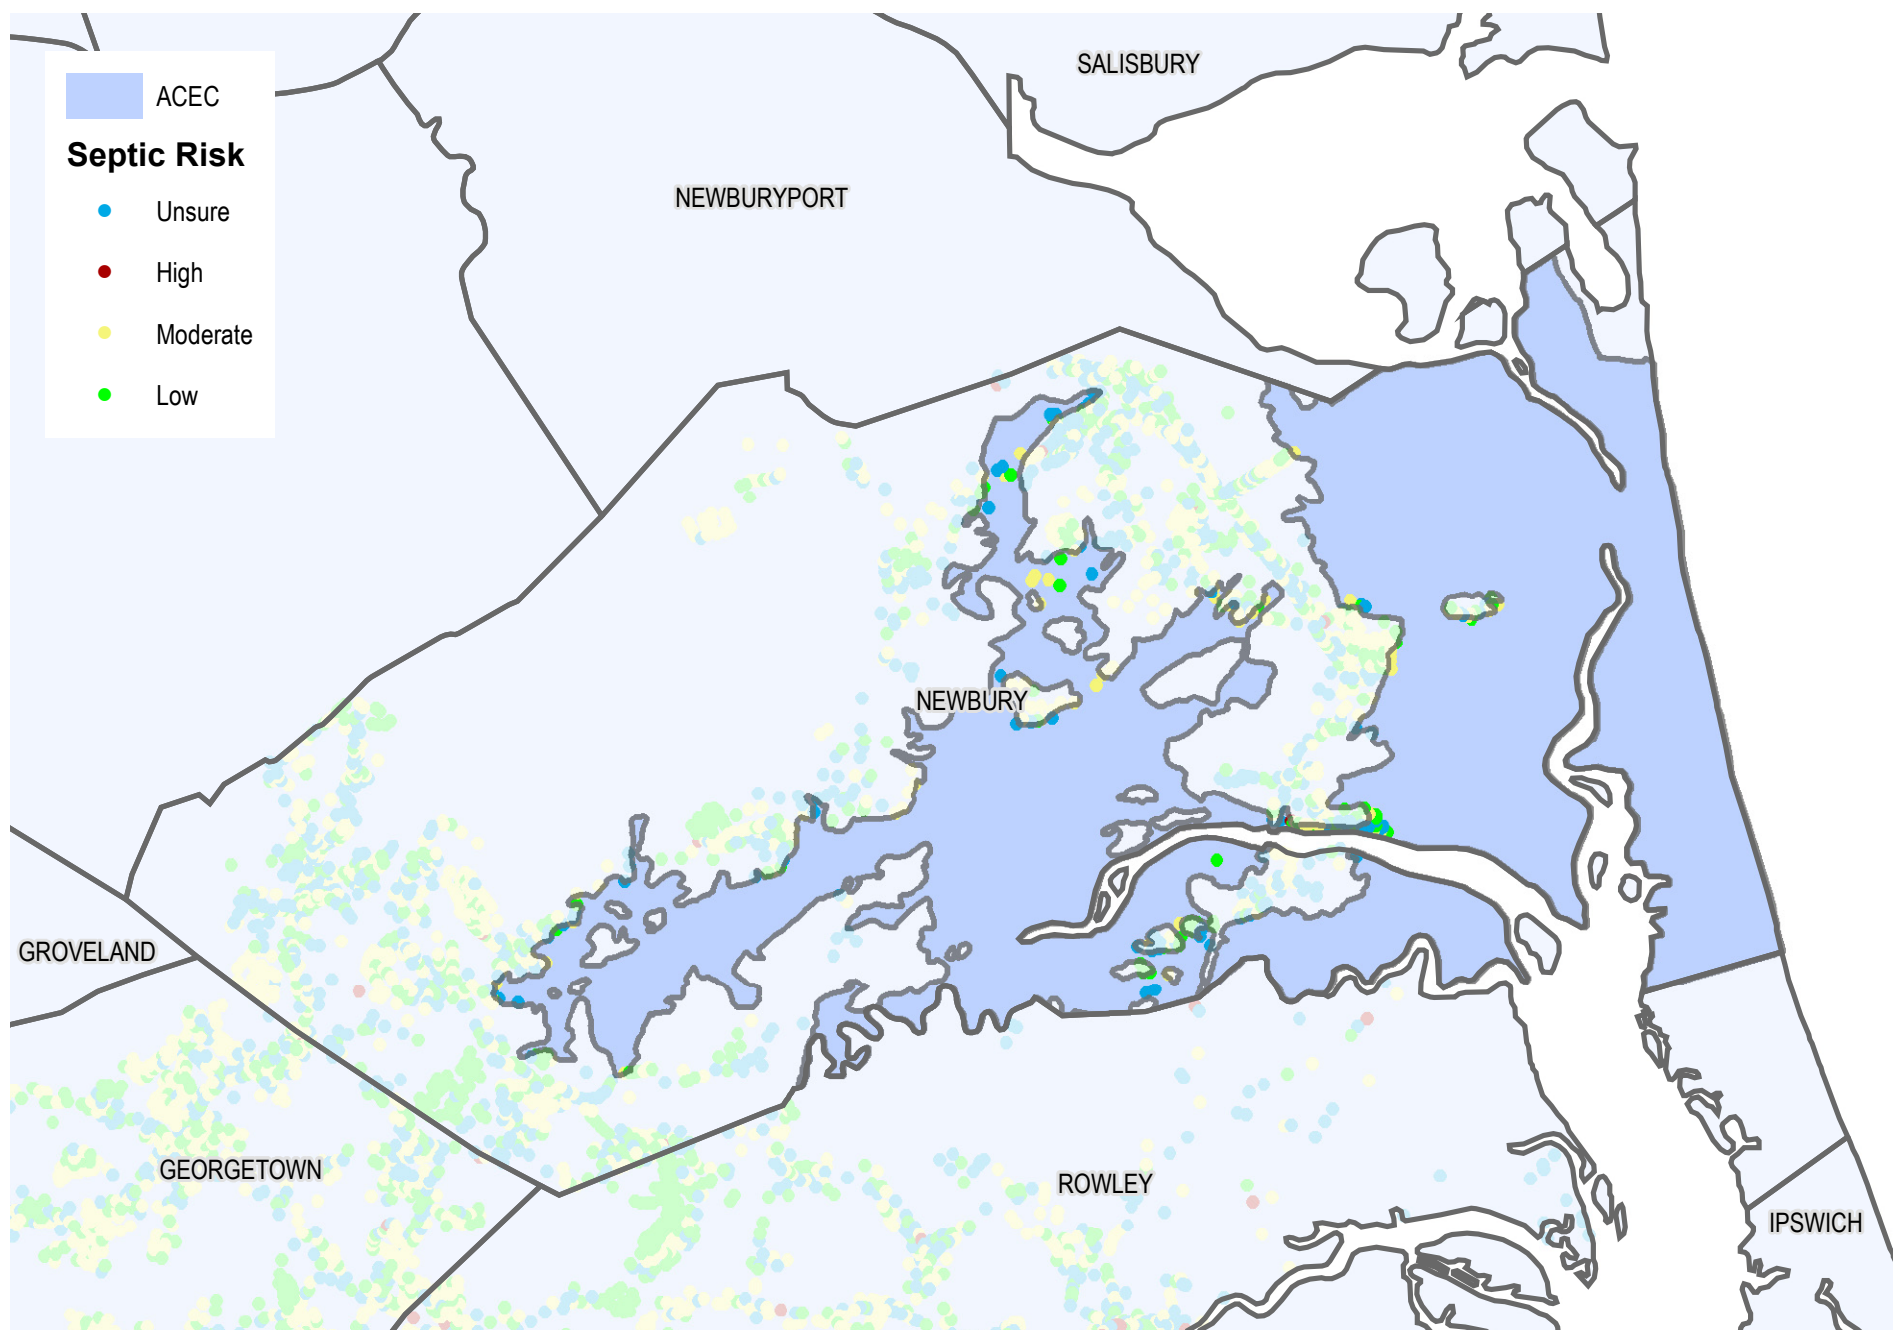 ACEC
Septic Risk
Unsure
High
Moderate
Low
SALISBURY
NEWBURYPORT
NEWBURY
GROVELAND
GEORGETOWN
ROWLEY
IPSWICH